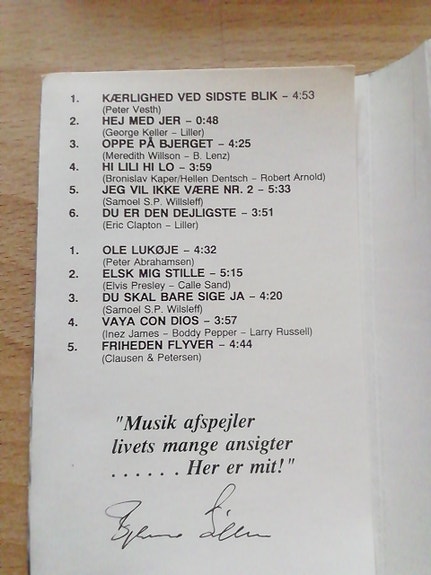 1. KÆRLIGHED VED SIDSTE BLIK – 4:53
(Peter Vesth)
2. HEJ MED JER – 0:48
(George Keller – Liller)
3. OPPE PÅ BJERGET – 4:25
(Meredith Willson – B. Lenz)
4. HI LILI HI LO – 3:59
(Bronislav Kaper/Hellen Dentsch – Robert Arnold)
5. JEG VIL IKKE VÆRE NR. 2 – 5:33
(Samoel S.P. Willsleff)
6. DU ER DEN DEJLIGSTE – 3:51
(Eric Clapton – Liller)
1. OLE LUKØJE – 4:32
(Peter Abrahamsen)
2. ELSK MIG STILLE – 5:15
(Elvis Presley – Calle Sand)
3. DU SKAL BARE SIGE JA – 4:20
(Samoel S.P. Wilsleff)
4. VAYA CON DIOS – 3:57
(Inez James – Boddy Pepper – Larry Russell)
5. FRIHEDEN FLYVER – 4:44
(Clausen & Petersen)
"Musik afspejler
livets mange ansigter
. . . . . . Her er mit!"